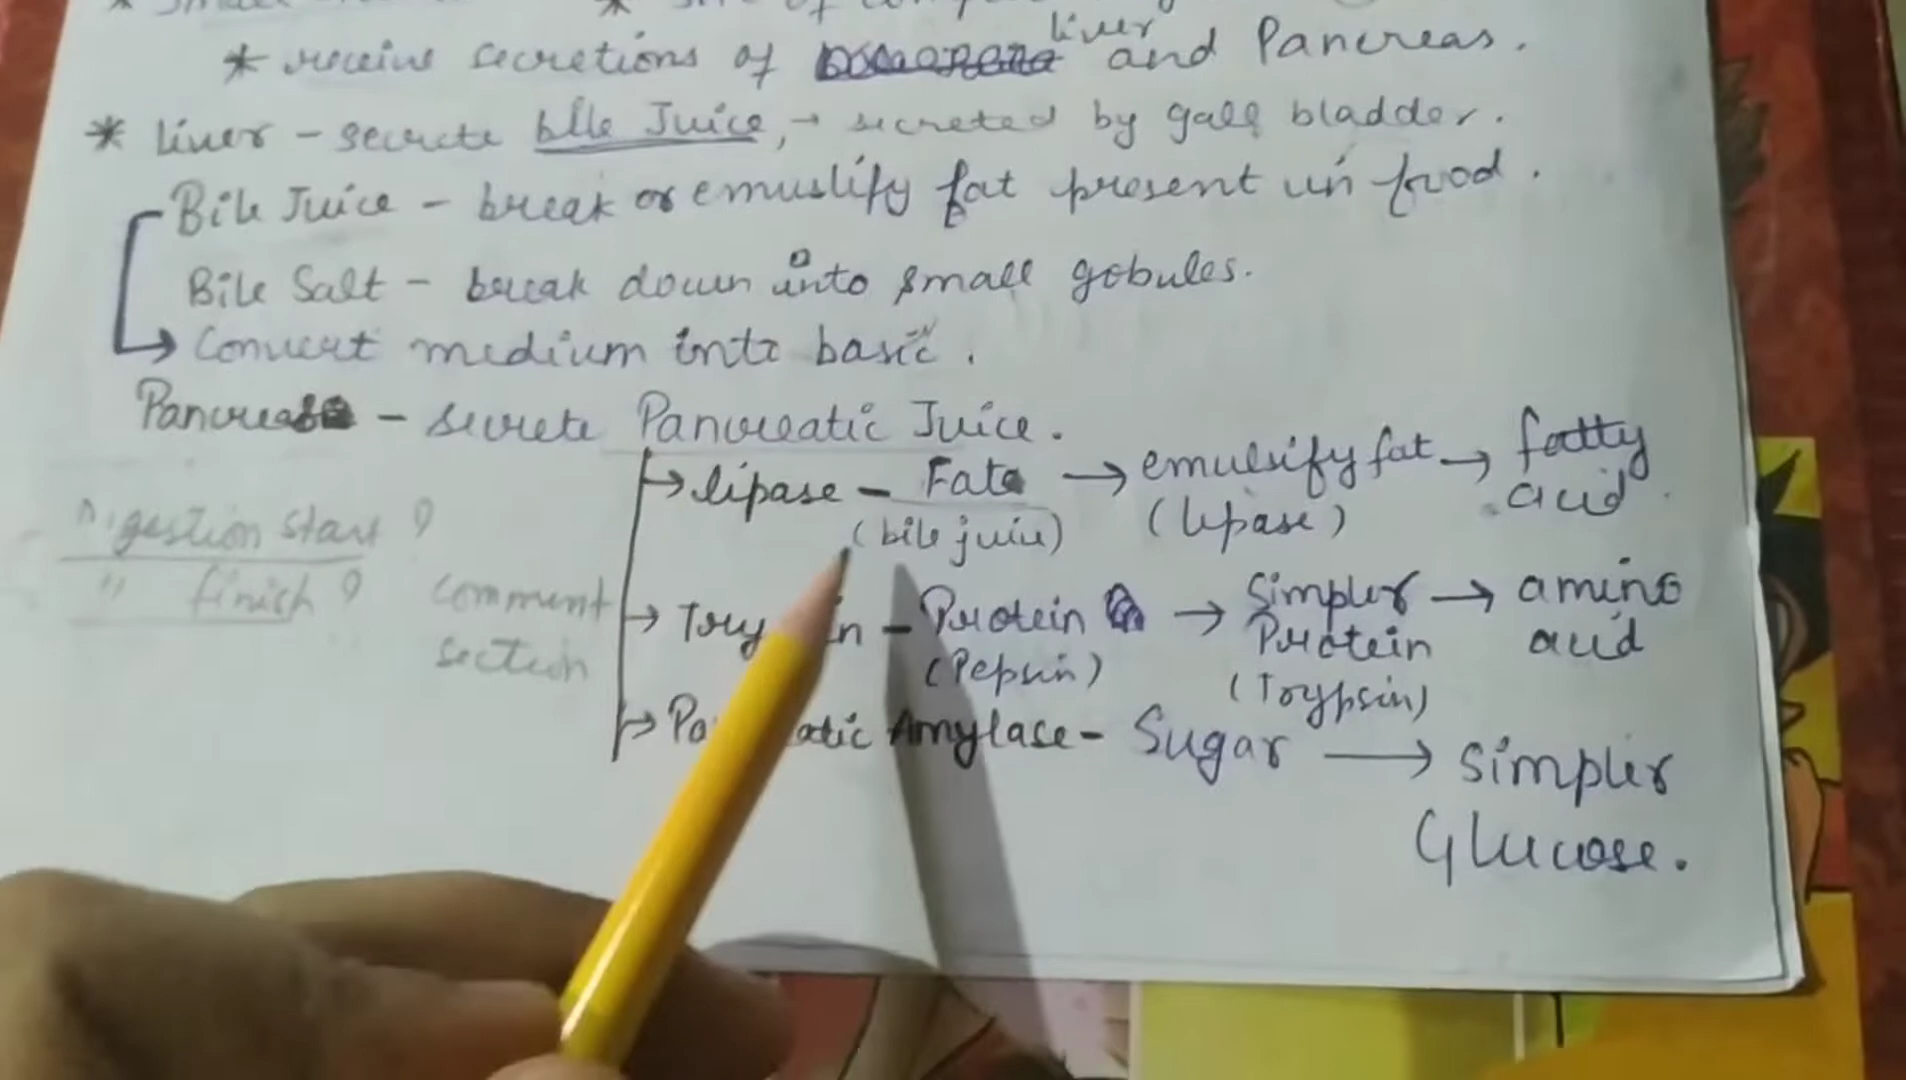 * receive secretions of liver and Pancreas.
* liver - secrete bile Juice, → secreted by gall bladder.
Bile Juice - break or emuslify fat present in food.
Bile Salt - break down into small gobules.
→ Convert medium into basic.
Pancreas - secrete Pancreatic Juice.
→ lipase - Fat → emulsify fat → fatty acid
(bile juice) (lipase)
→ Protein → Simpler Protein → amino acid
(Pepsin) (Trypsin)
→ Amylase - Sugar → Simpler Glucose.
Digestion start ?
" finish ?
comment section